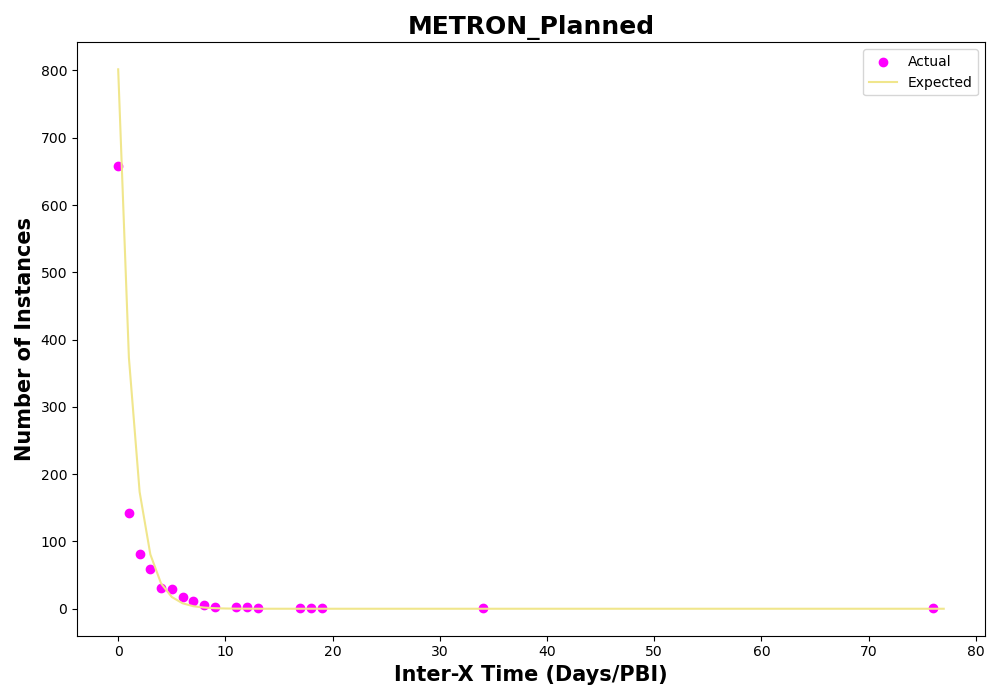 METRON_Planned
Actual
Expected
800
700
600
500
400
300
200
100
0
Number of Instances
0 10 20 30 40 50 60 70 80
Inter-X Time (Days/PBI)